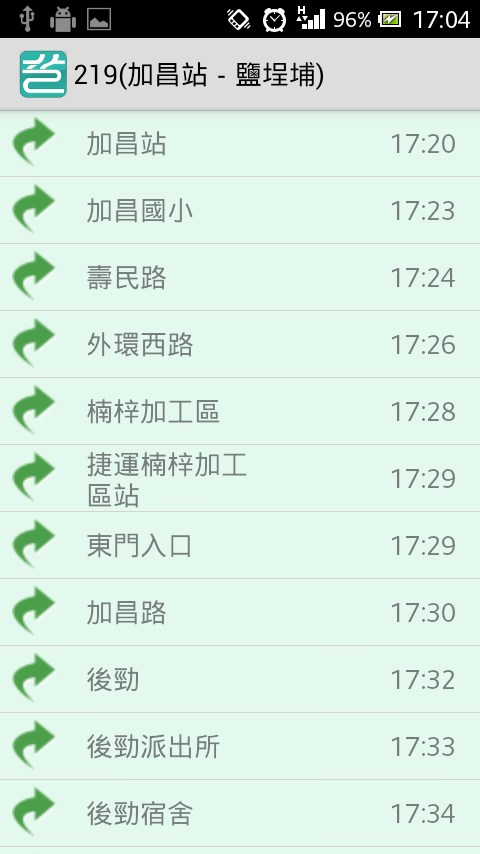 H
96%
17:04
219(加昌站 - 鹽埕埔)
加昌站 17:20
加昌國小 17:23
壽民路 17:24
外環西路 17:26
楠梓加工區 17:28
捷運楠梓加工
區站 17:29
東門入口 17:29
加昌路 17:30
後勁 17:32
後勁派出所 17:33
後勁宿舍 17:34